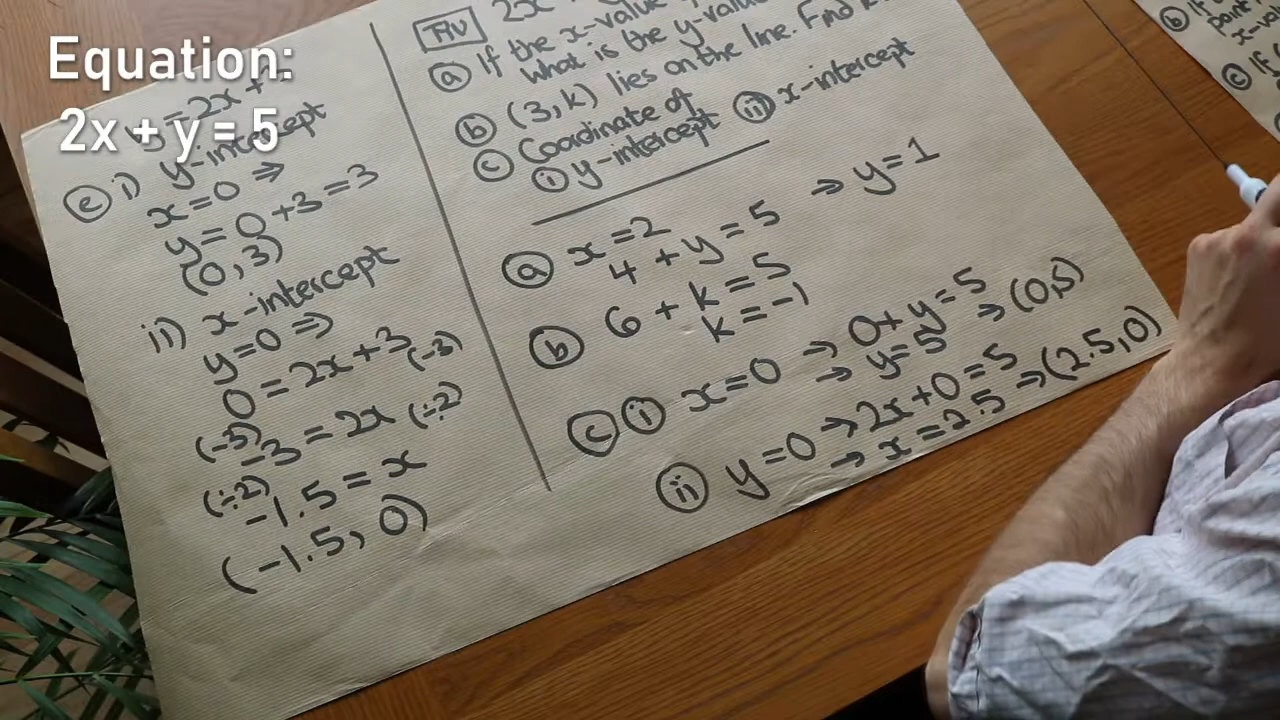 Equation:
2x + y = 5
y = 2x +
e i) y-intercept
x=0 ⇒
y= 0 +3 = 3
(0,3)
ii) x-intercept
y=0 ⇒
0 = 2x+3
(-3) (-3)
-3 = 2x
(÷2) (÷2)
-1.5 = x
(-1.5, 0)
2x
a If the x-value
What is the y-value
b (3,k) lies on the line. Find
c Coordinate of
i y-intercept ii x-intercept
a x=2
4 + y = 5 → y=1
b 6 + k = 5
k = -1
c i x=0 → 0+y=5
→ y=5 → (0,5)
ii y=0 → 2x+0=5
→ x=2.5 → (2.5,0)
b If
point
x-val
c If